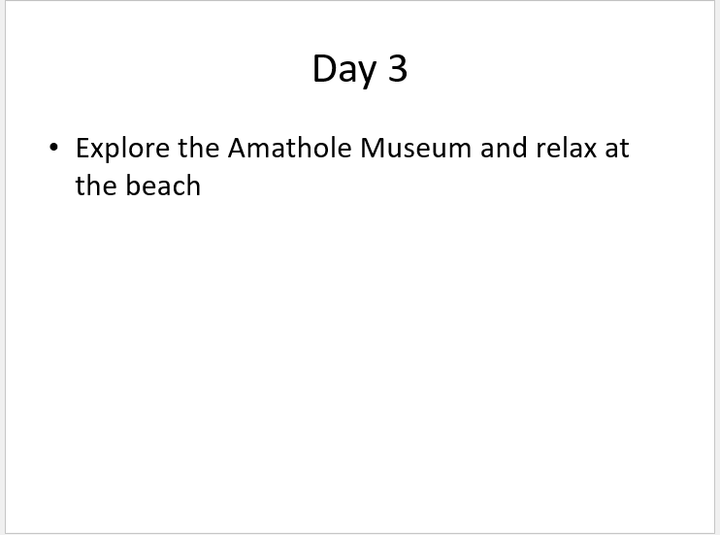 Day 3
• Explore the Amathole Museum and relax at
the beach